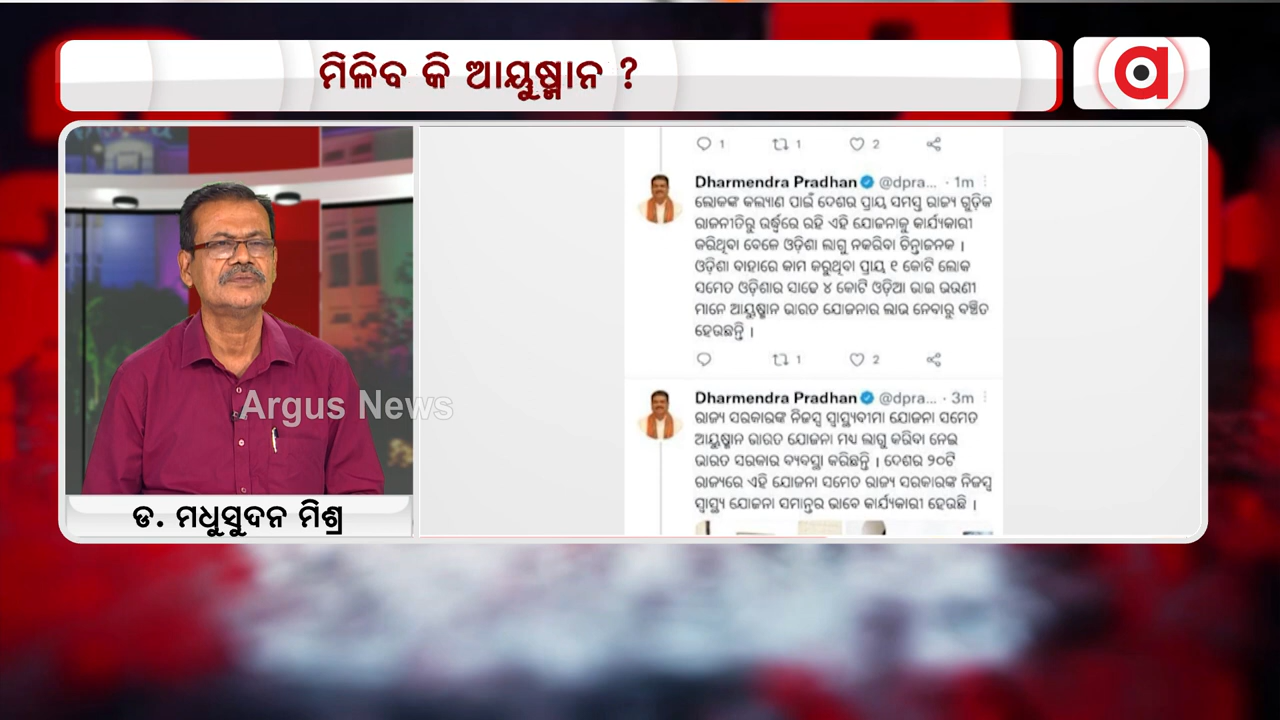 ମିଳିବ କି ଆୟୁଷ୍ମାନ ?
a
1 1 2
Dharmendra Pradhan @dpra... · 1m
ଲୋକଙ୍କ କଲ୍ୟାଣ ପାଇଁ ଦେଶର ପ୍ରାୟ ସମସ୍ତ ରାଜ୍ୟ ଗୁଡ଼ିକ
ରାଜନୀତିରୁ ଉର୍ଦ୍ଧ୍ଵରେ ରହି ଏହି ଯୋଜନାକୁ କାର୍ଯ୍ୟକାରୀ
କରିଥିବା ବେଳେ ଓଡ଼ିଶା ଲାଗୁ ନକରିବା ଚିନ୍ତାଜନକ ।
ଓଡ଼ିଶା ବାହାରେ କାମ କରୁଥିବା ପ୍ରାୟ ୧ କୋଟି ଲୋକ
ସମେତ ଓଡ଼ିଶାର ସାଢେ ୪ କୋଟି ଓଡ଼ିଆ ଭାଇ ଭଉଣୀ
ମାନେ ଆୟୁଷ୍ମାନ ଭାରତ ଯୋଜନାର ଲାଭ ନେବାରୁ ବଞ୍ଚିତ
ହେଉଛନ୍ତି ।
1 2
Dharmendra Pradhan @dpra... · 3m
ରାଜ୍ୟ ସରକାରଙ୍କ ନିଜସ୍ୱ ସ୍ୱାସ୍ଥ୍ୟବୀମା ଯୋଜନା ସମେତ
ଆୟୁଷ୍ମାନ ଭାରତ ଯୋଜନା ମଧ୍ୟ ଲାଗୁ କରିବା ନେଇ
ଭାରତ ସରକାର ବ୍ୟବସ୍ଥା କରିଛନ୍ତି । ଦେଶର ୨୦ଟି
ରାଜ୍ୟରେ ଏହି ଯୋଜନା ସମେତ ରାଜ୍ୟ ସରକାରଙ୍କ ନିଜସ୍ୱ
ସ୍ୱାସ୍ଥ୍ୟ ଯୋଜନା ସମାନ୍ତର ଭାବେ କାର୍ଯ୍ୟକାରୀ ହେଉଛି ।
Argus News
ଡ. ମଧୁସୁଦନ ମିଶ୍ର